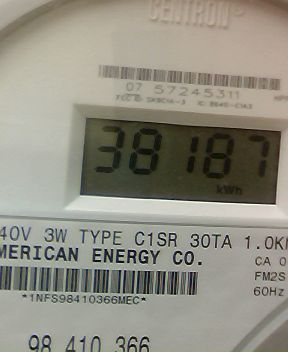 CENTRON®
07 57245311
38187
kWh
40V 3W TYPE C1SR 30TA 1.0K
MERICAN ENERGY CO.
CA 0
FM2S
60Hz
*1NFS98410366MEC*
98 410 366